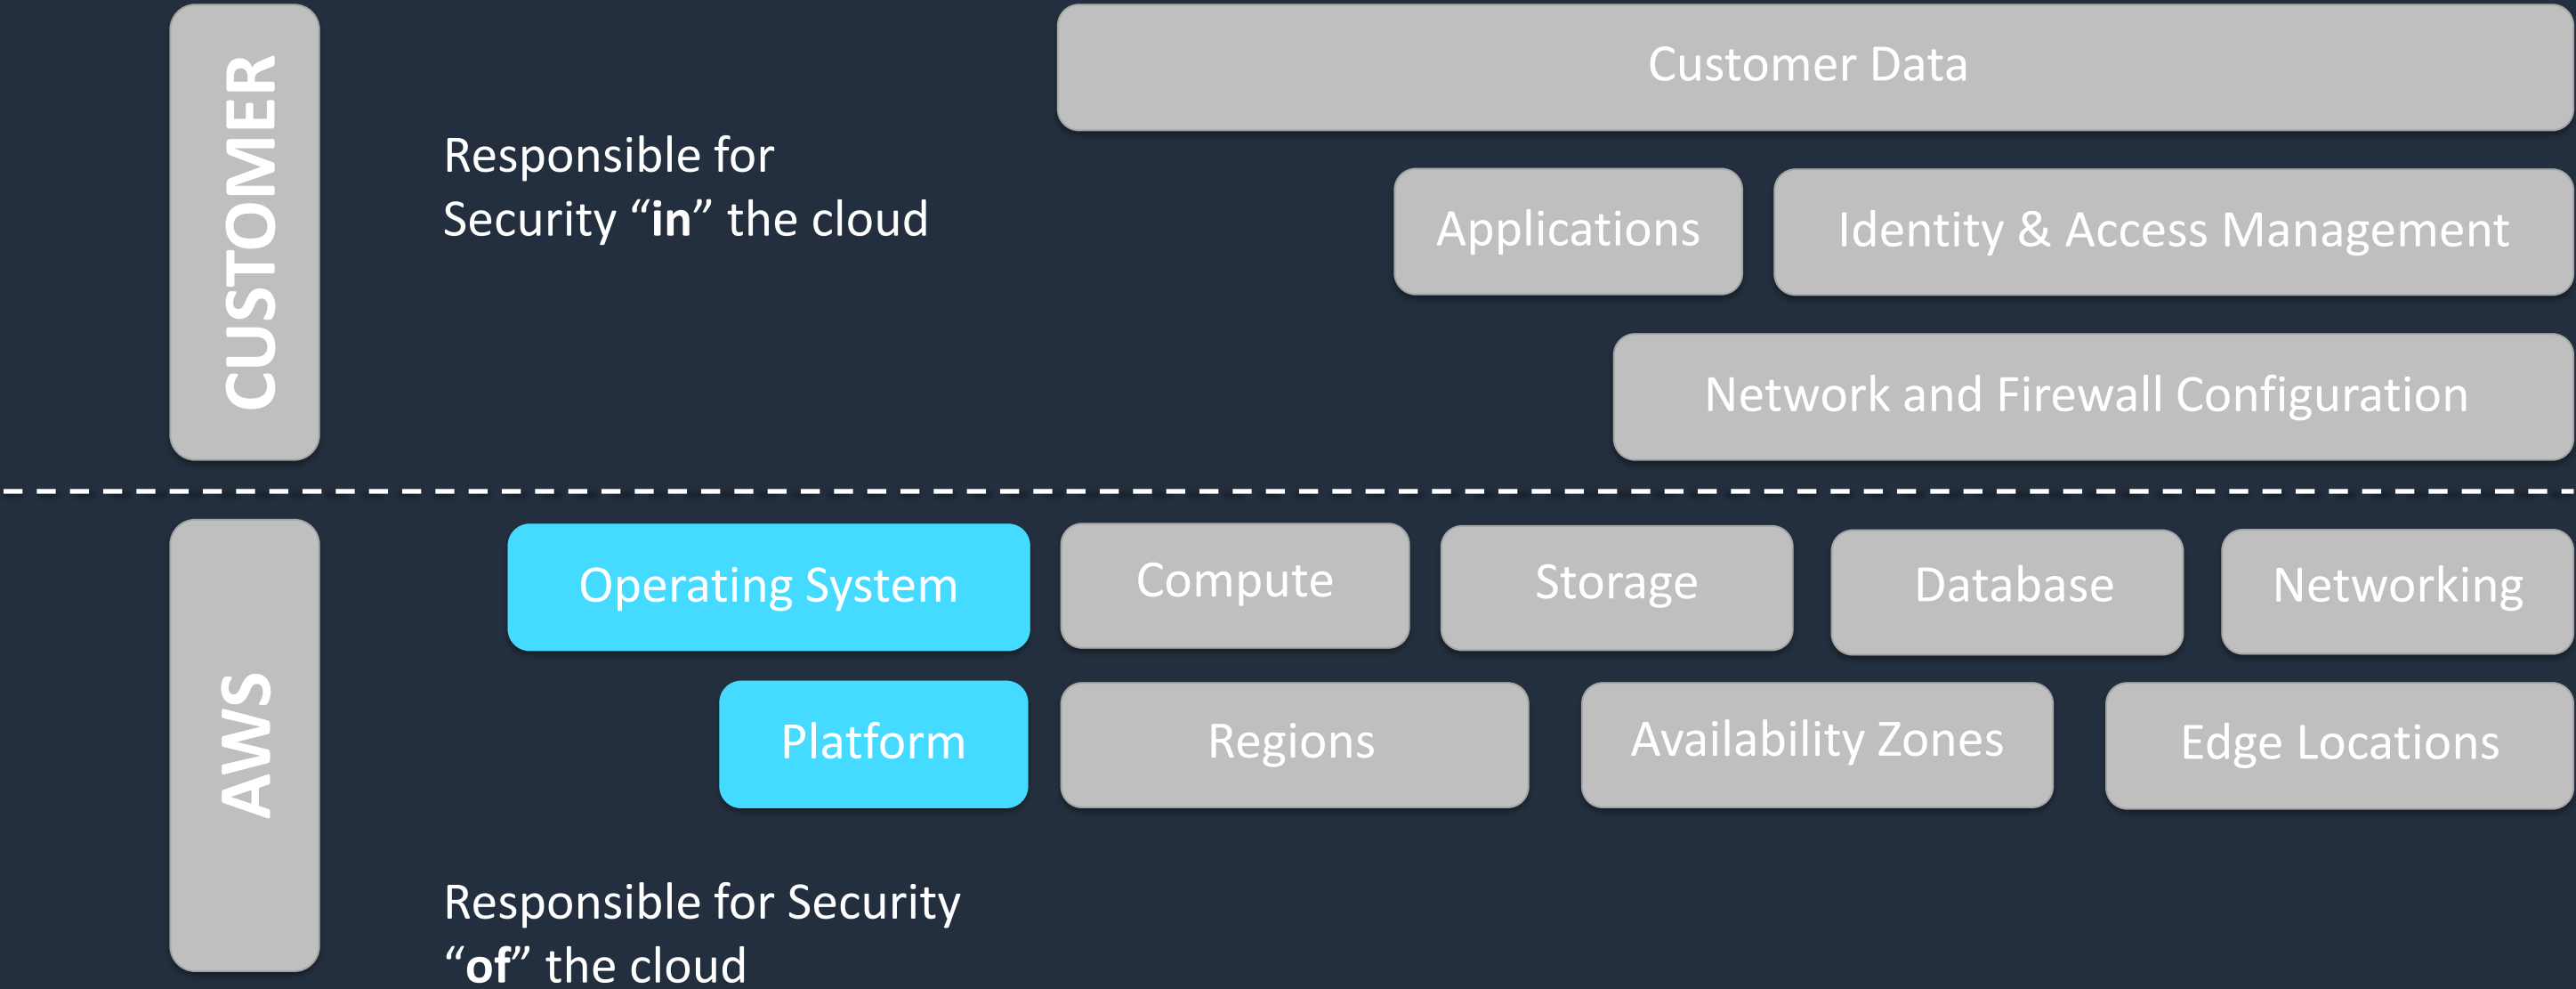 CUSTOMER
Responsible for
Security “in” the cloud
Customer Data
Applications
Identity & Access Management
Network and Firewall Configuration
AWS
Operating System
Compute
Storage
Database
Networking
Platform
Regions
Availability Zones
Edge Locations
Responsible for Security
“of” the cloud